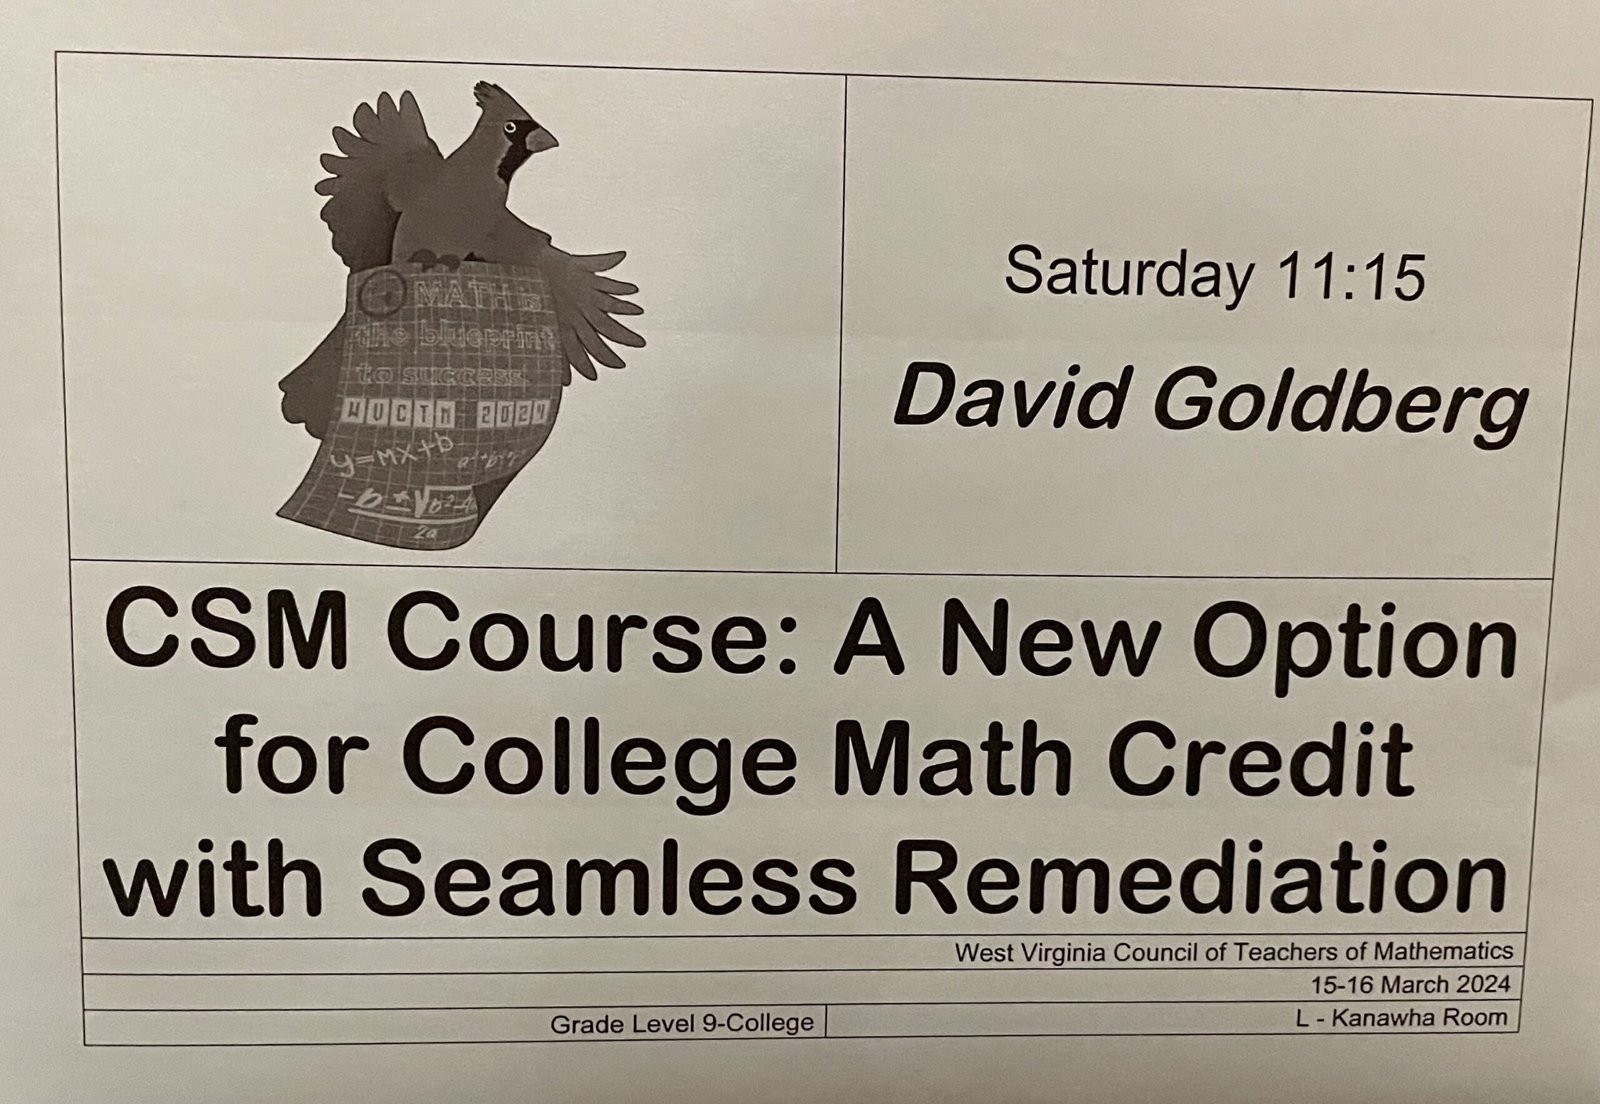 MATH is
the blueprint
to success
WVCTM 2024
y=mx+b
2a
Saturday 11:15
David Goldberg
CSM Course: A New Option
for College Math Credit
with Seamless Remediation
West Virginia Council of Teachers of Mathematics
15-16 March 2024
Grade Level 9-College
L - Kanawha Room